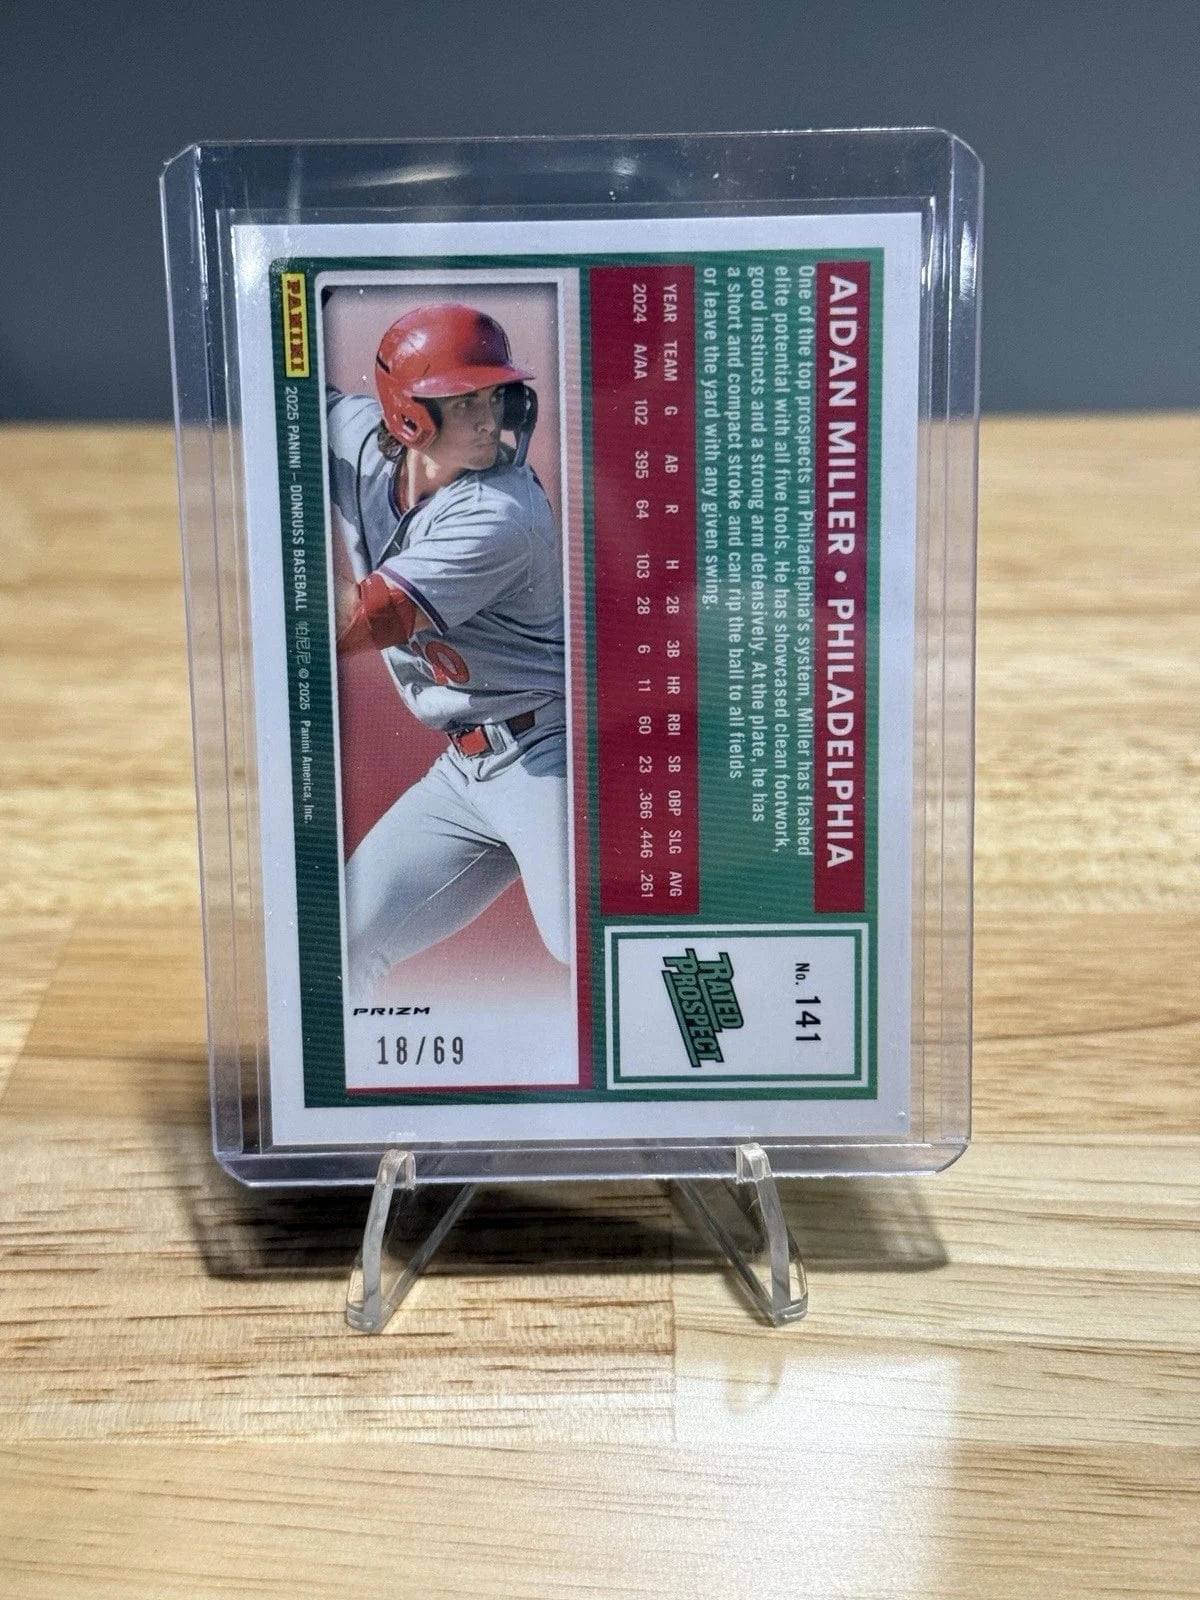 AIDAN MILLER • PHILADELPHIA
One of the top prospects in Philadelphia's system, Miller has flashed
elite potential with all five tools. He has showcased clean footwork,
good instincts and a strong arm defensively. At the plate, he has
a short and compact stroke and can rip the ball to all fields
or leave the yard with any given swing.
YEAR TEAM G AB R H 2B 3B HR RBI SB OBP SLG AVG
2024 A/AA 102 395 64 103 28 6 11 60 23 .366 .446 .261
No. 141
RATED
PROSPECT
PRIZM
18/69
PANINI
2025 PANINI – DONRUSS BASEBALL 帕尼尼 © 2025 Panini America, Inc.